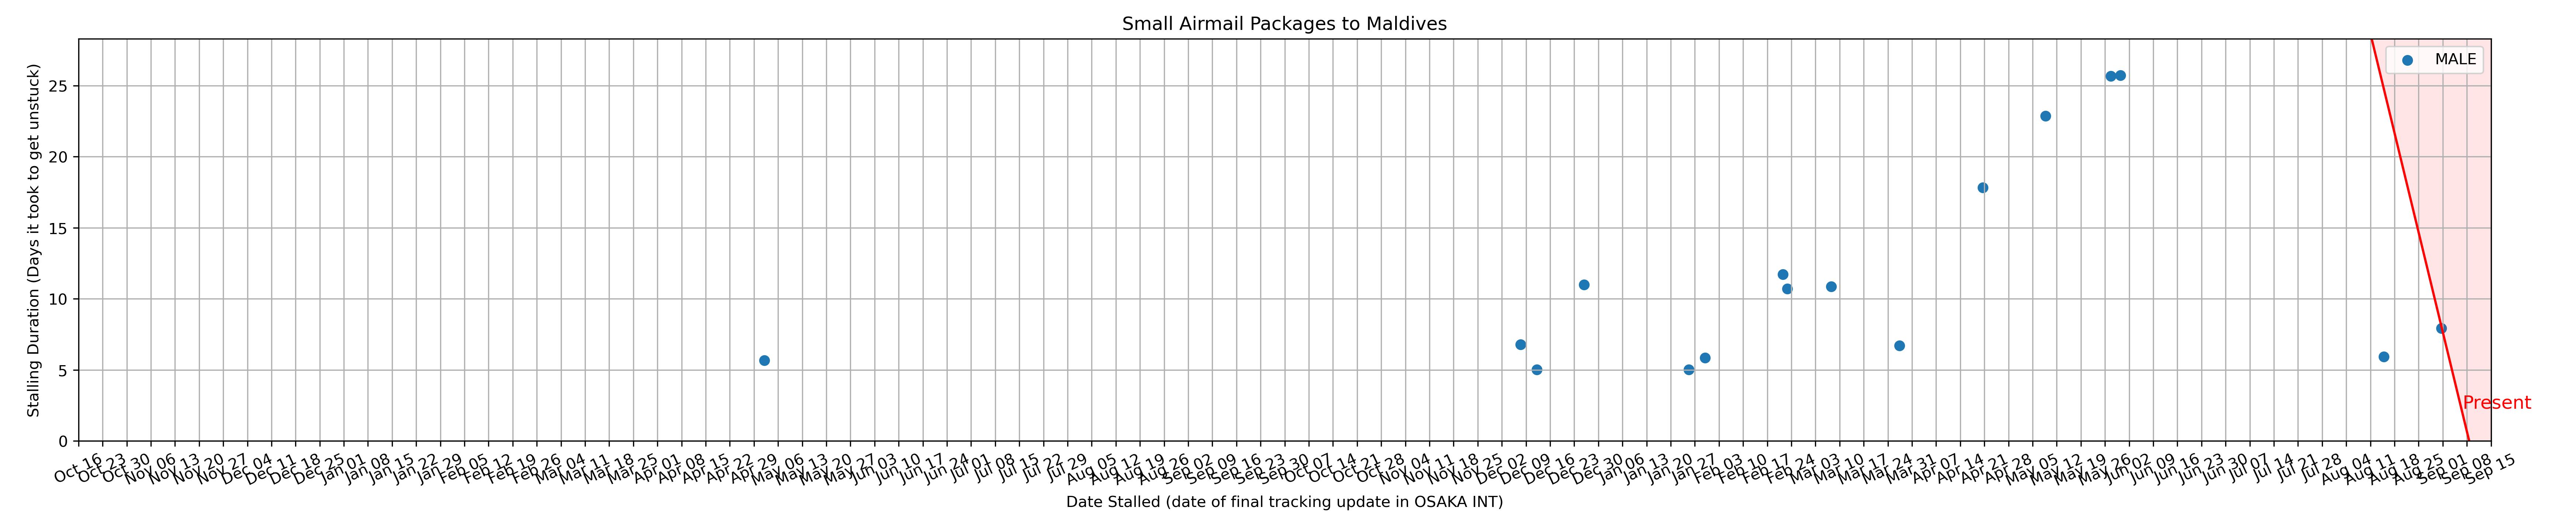 Small Airmail Packages to Maldives
MALE
Stalling Duration (Days it took to get unstuck)
25
20
15
10
5
0
Present
Oct 16 Oct 23 Oct 30 Nov 06 Nov 13 Nov 20 Nov 27 Dec 04 Dec 11 Dec 18 Dec 25 Jan 01 Jan 08 Jan 15 Jan 22 Jan 29 Feb 05 Feb 12 Feb 19 Feb 26 Mar 04 Mar 11 Mar 18 Mar 25 Apr 01 Apr 08 Apr 15 Apr 22 Apr 29 May 06 May 13 May 20 May 27 Jun 03 Jun 10 Jun 17 Jun 24 Jul 01 Jul 08 Jul 15 Jul 22 Jul 29 Aug 05 Aug 12 Aug 19 Aug 26 Sep 02 Sep 09 Sep 16 Sep 23 Sep 30 Oct 07 Oct 14 Oct 21 Oct 28 Nov 04 Nov 11 Nov 18 Nov 25 Dec 02 Dec 09 Dec 16 Dec 23 Dec 30 Jan 06 Jan 13 Jan 20 Jan 27 Feb 03 Feb 10 Feb 17 Feb 24 Mar 03 Mar 10 Mar 17 Mar 24 Mar 31 Apr 07 Apr 14 Apr 21 Apr 28 May 05 May 12 May 19 May 26 Jun 02 Jun 09 Jun 16 Jun 23 Jun 30 Jul 07 Jul 14 Jul 21 Jul 28 Aug 04 Aug 11 Aug 18 Aug 25 Sep 01 Sep 08 Sep 15
Date Stalled (date of final tracking update in OSAKA INT)